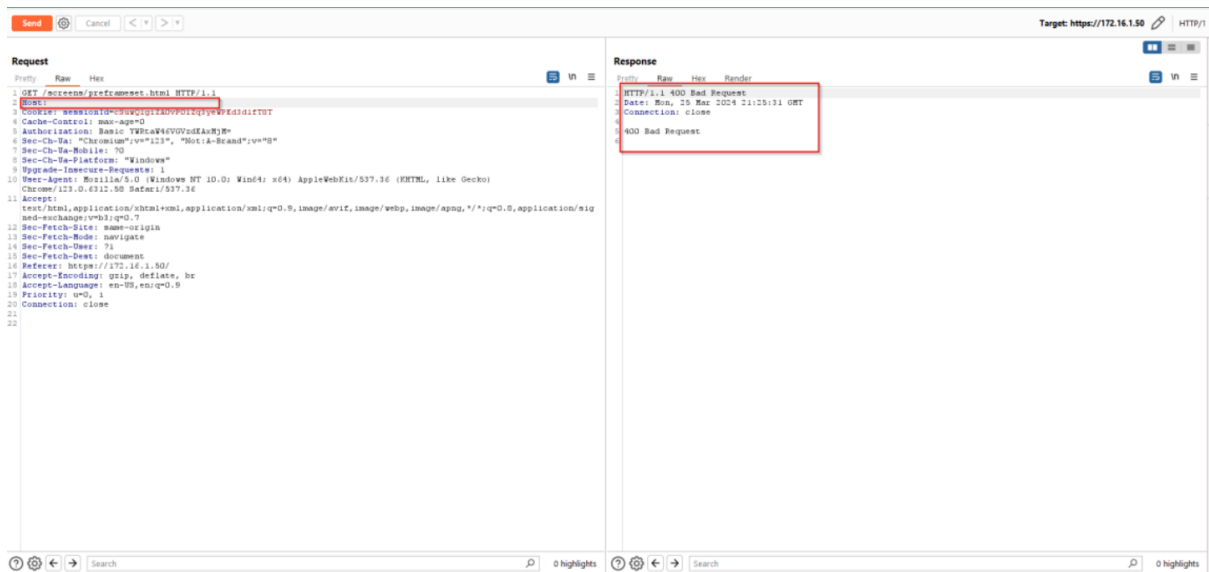 Send Cancel < > Target: https://172.16.1.50 HTTP/1
Request
Pretty Raw Hex \n
1 GET /screens/preframeset.html HTTP/1.1
2 Host:
3 Cookie:
4 Cache-Control: max-age=0
5 Authorization: Basic
6 Sec-Ch-Ua: "Chromium";v="123", "Not:A-Brand";v="8"
7 Sec-Ch-Ua-Mobile: ?0
8 Sec-Ch-Ua-Platform: "Windows"
9 Upgrade-Insecure-Requests: 1
10 User-Agent: Mozilla/5.0 (Windows NT 10.0; Win64; x64) AppleWebKit/537.36 (KHTML, like Gecko)
Chrome/123.0.6312.58 Safari/537.36
11 Accept:
text/html,application/xhtml+xml,application/xml;q=0.9,image/avif,image/webp,image/apng,*/*;q=0.8,application/sig
ned-exchange;v=b3;q=0.7
12 Sec-Fetch-Site: same-origin
13 Sec-Fetch-Mode: navigate
14 Sec-Fetch-User: ?1
15 Sec-Fetch-Dest: document
16 Referer: https://172.16.1.50/
17 Accept-Encoding: gzip, deflate, br
18 Accept-Language: en-US,en;q=0.9
19 Priority: u=0, i
20 Connection: close
21
22
Search 0 highlights
Response
Pretty Raw Hex Render \n
1 HTTP/1.1 400 Bad Request
2 Date: Mon, 25 Mar 2024 21:25:31 GMT
3 Connection: close
4
5 400 Bad Request
6
Search 0 highlights